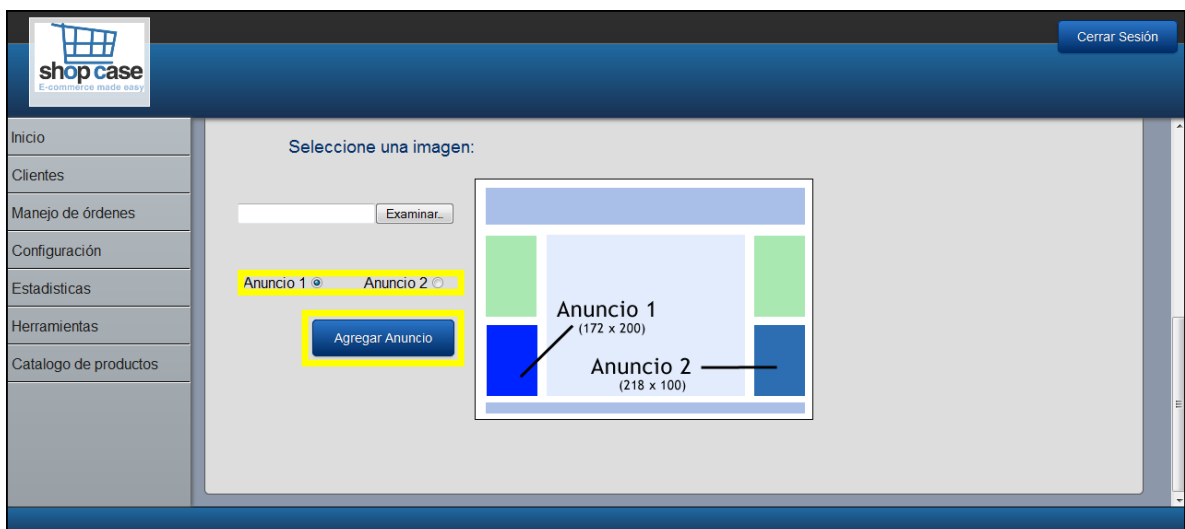 Cerrar Sesión
shop case
E-commerce made easy
Inicio
Clientes
Manejo de órdenes
Configuración
Estadisticas
Herramientas
Catalogo de productos
Seleccione una imagen:
Examinar..
Anuncio 1 Anuncio 2
Agregar Anuncio
Anuncio 1
(172 x 200)
Anuncio 2
(218 x 100)